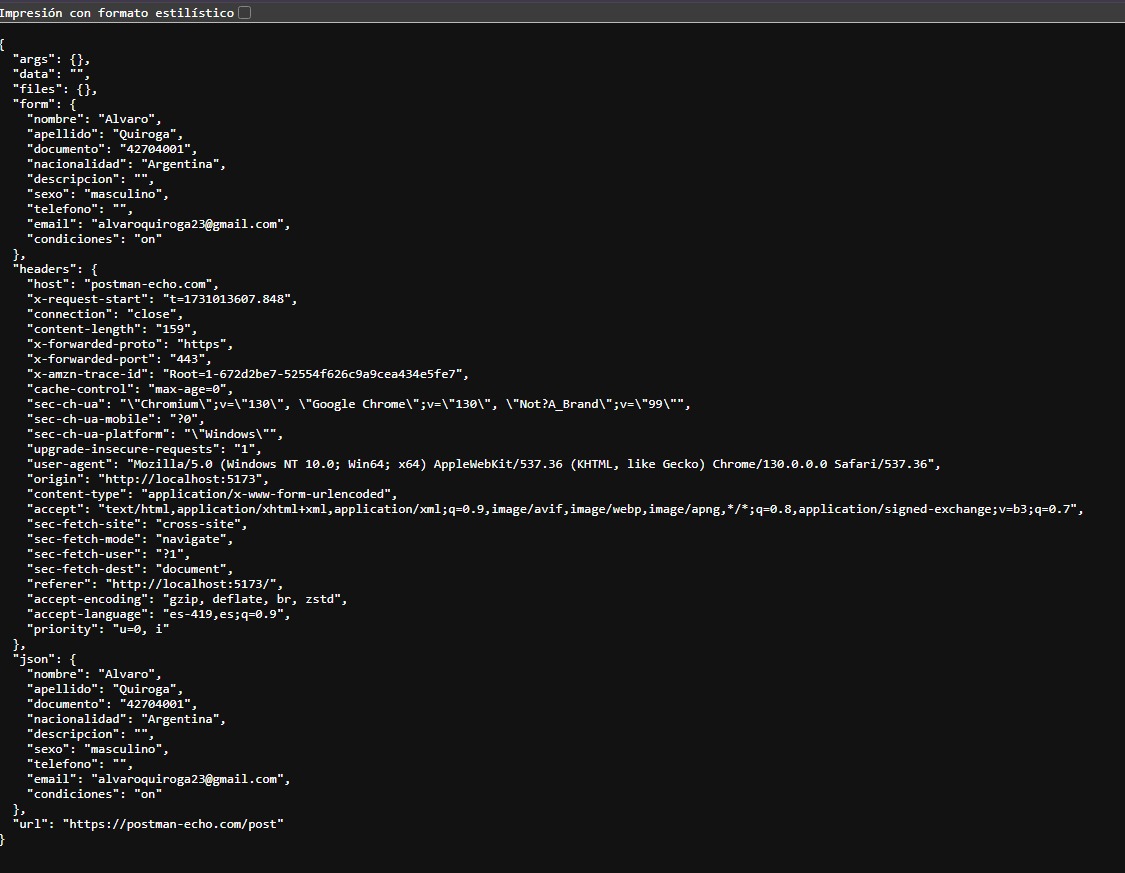 Impresión con formato estilístico
{
  "args": {},
  "data": "",
  "files": {},
  "form": {
    "nombre": "Alvaro",
    "apellido": "Quiroga",
    "documento": "42704001",
    "nacionalidad": "Argentina",
    "descripcion": "",
    "sexo": "masculino",
    "telefono": "",
    "email": "alvaroquiroga23@gmail.com",
    "condiciones": "on"
  },
  "headers": {
    "host": "postman-echo.com",
    "x-request-start": "t=1731013607.848",
    "connection": "close",
    "content-length": "159",
    "x-forwarded-proto": "https",
    "x-forwarded-port": "443",
    "x-amzn-trace-id": "Root=1-672d2be7-52554f626c9a9cea434e5fe7",
    "cache-control": "max-age=0",
    "sec-ch-ua": "\"Chromium\";v=\"130\", \"Google Chrome\";v=\"130\", \"Not?A_Brand\";v=\"99\"",
    "sec-ch-ua-mobile": "?0",
    "sec-ch-ua-platform": "\"Windows\"",
    "upgrade-insecure-requests": "1",
    "user-agent": "Mozilla/5.0 (Windows NT 10.0; Win64; x64) AppleWebKit/537.36 (KHTML, like Gecko) Chrome/130.0.0.0 Safari/537.36",
    "origin": "http://localhost:5173",
    "content-type": "application/x-www-form-urlencoded",
    "accept": "text/html,application/xhtml+xml,application/xml;q=0.9,image/avif,image/webp,image/apng,*/*;q=0.8,application/signed-exchange;v=b3;q=0.7",
    "sec-fetch-site": "cross-site",
    "sec-fetch-mode": "navigate",
    "sec-fetch-user": "?1",
    "sec-fetch-dest": "document",
    "referer": "http://localhost:5173/",
    "accept-encoding": "gzip, deflate, br, zstd",
    "accept-language": "es-419,es;q=0.9",
    "priority": "u=0, i"
  },
  "json": {
    "nombre": "Alvaro",
    "apellido": "Quiroga",
    "documento": "42704001",
    "nacionalidad": "Argentina",
    "descripcion": "",
    "sexo": "masculino",
    "telefono": "",
    "email": "alvaroquiroga23@gmail.com",
    "condiciones": "on"
  },
  "url": "https://postman-echo.com/post"
}